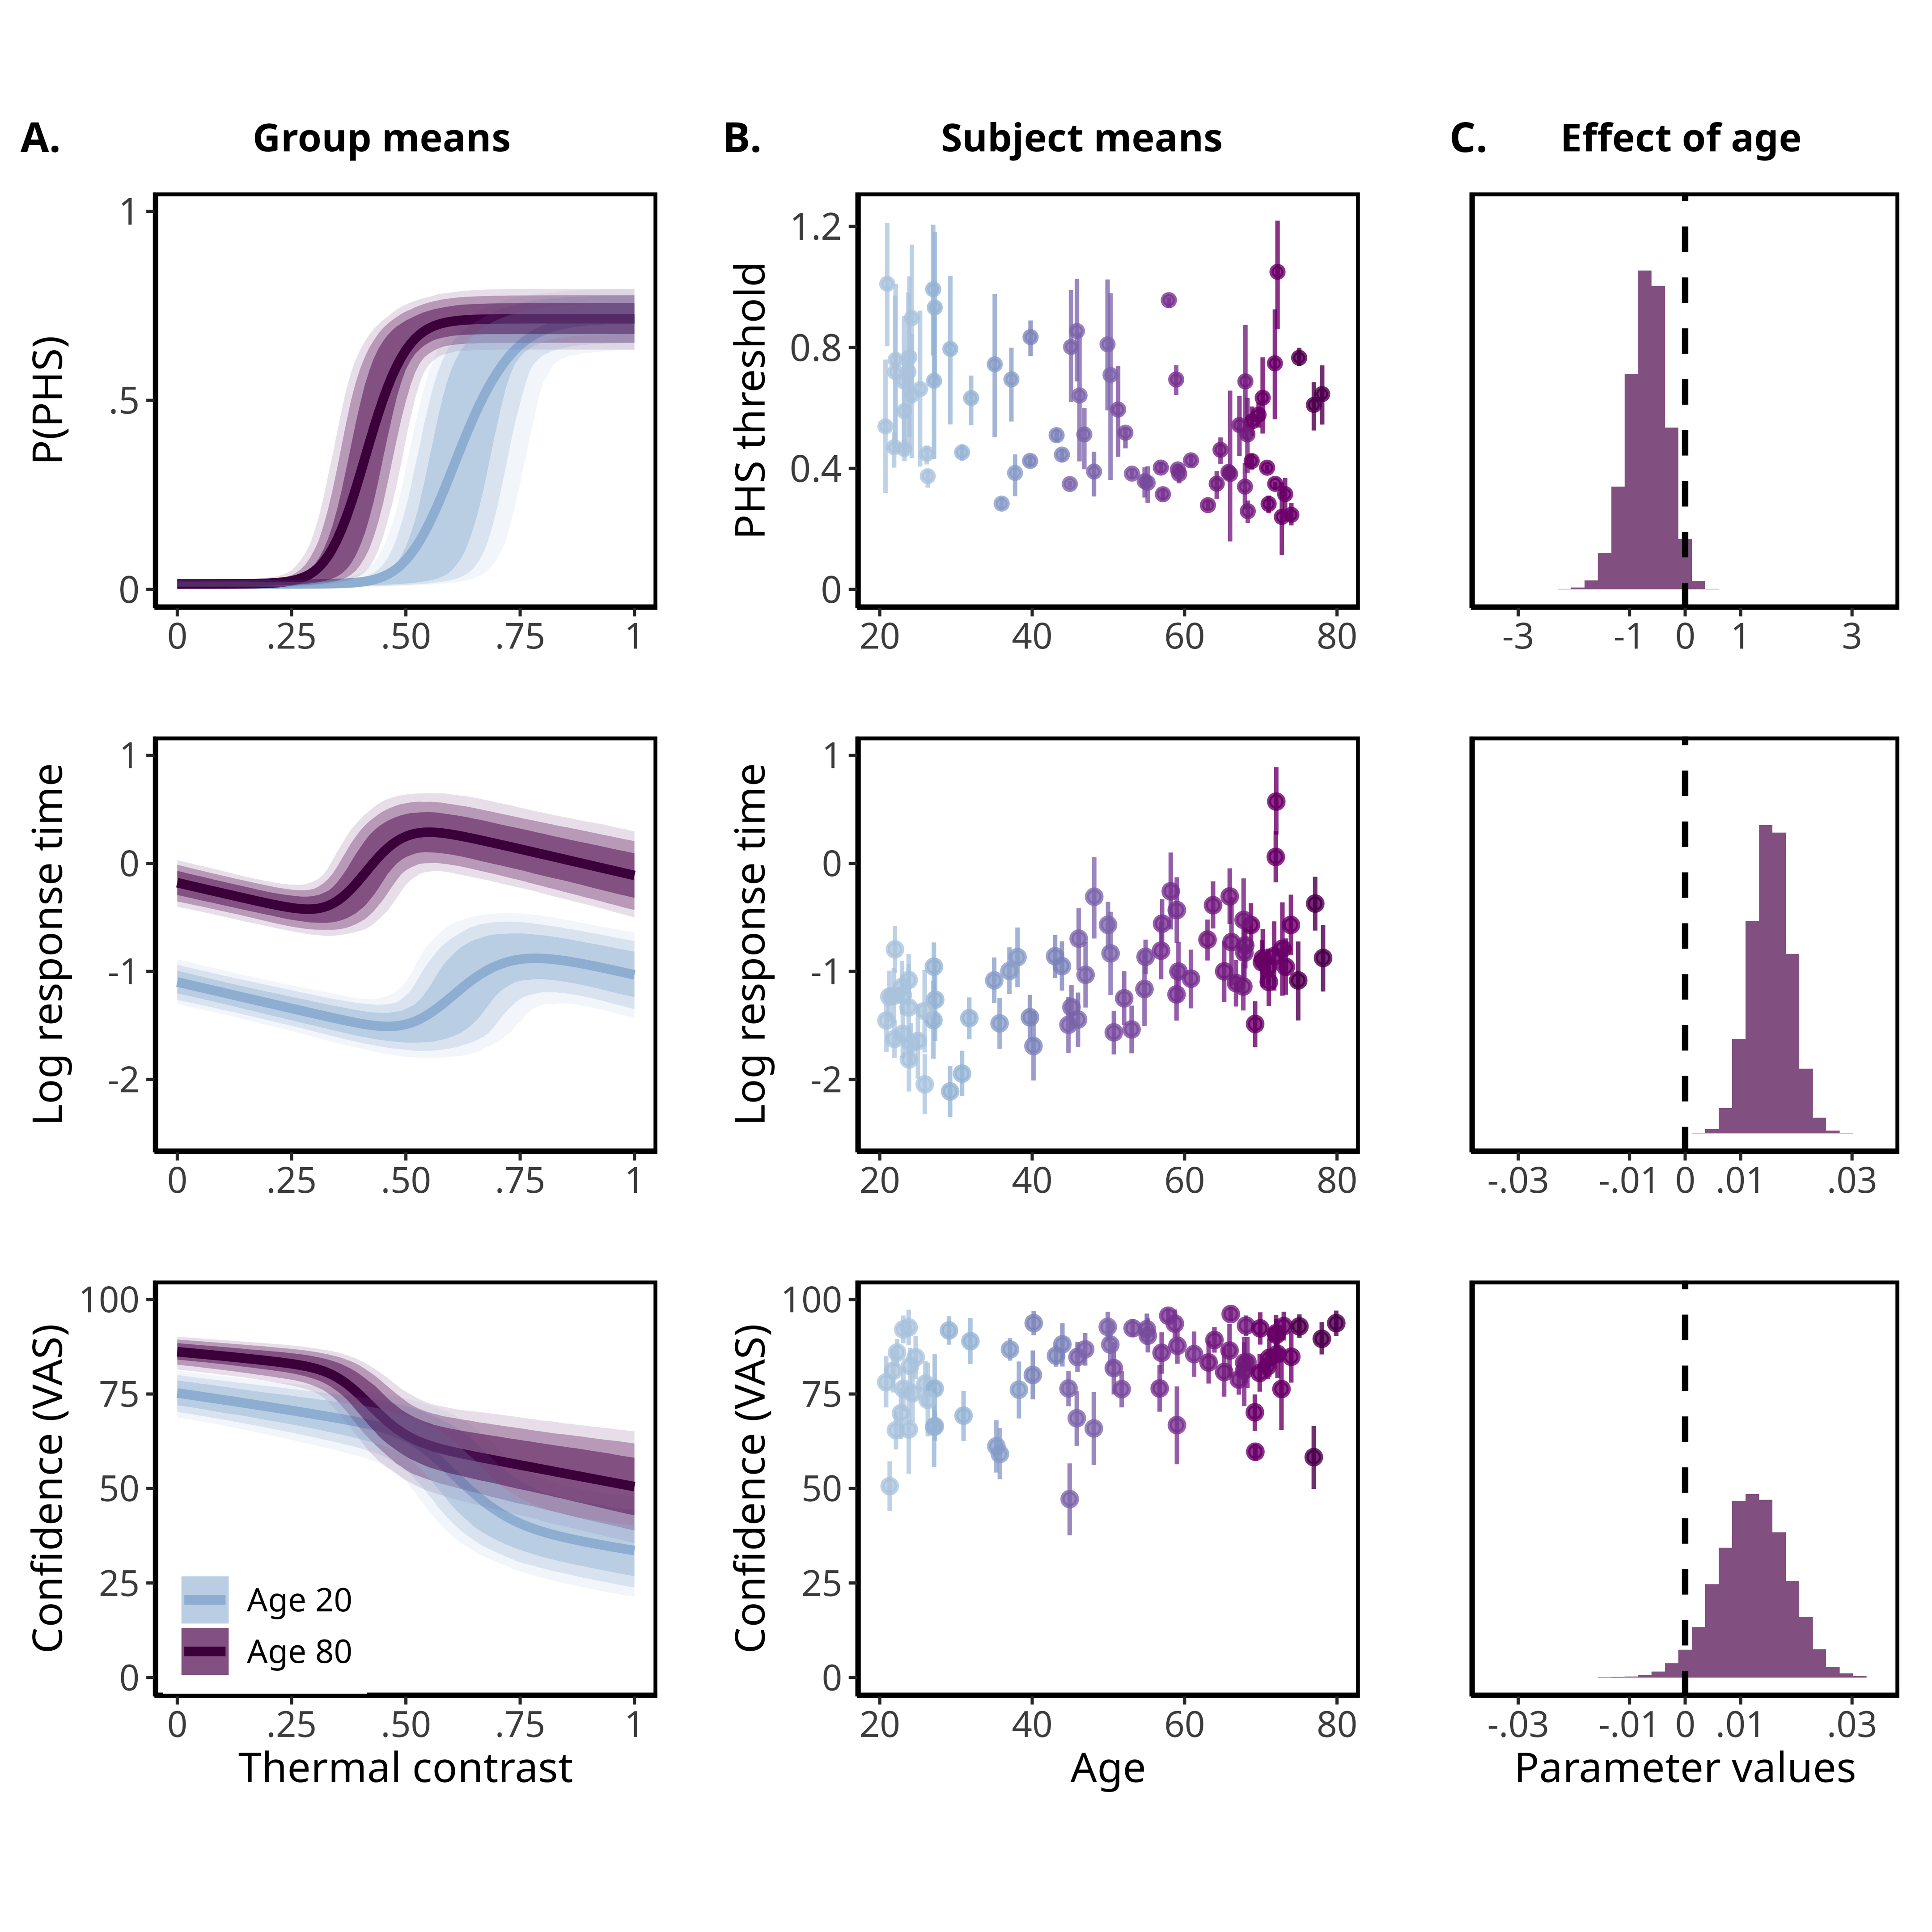 A. Group means
B. Subject means
C. Effect of age
P(PHS)
1
.5
0
0 .25 .50 .75 1
PHS threshold
1.2
0.8
0.4
0
20 40 60 80
-3 -1 0 1 3
Log response time
1
0
-1
-2
0 .25 .50 .75 1
Log response time
1
0
-1
-2
20 40 60 80
-.03 -.01 0 .01 .03
Confidence (VAS)
100
75
50
25
0
Age 20
Age 80
0 .25 .50 .75 1
Thermal contrast
Confidence (VAS)
100
75
50
25
0
20 40 60 80
Age
-.03 -.01 0 .01 .03
Parameter values